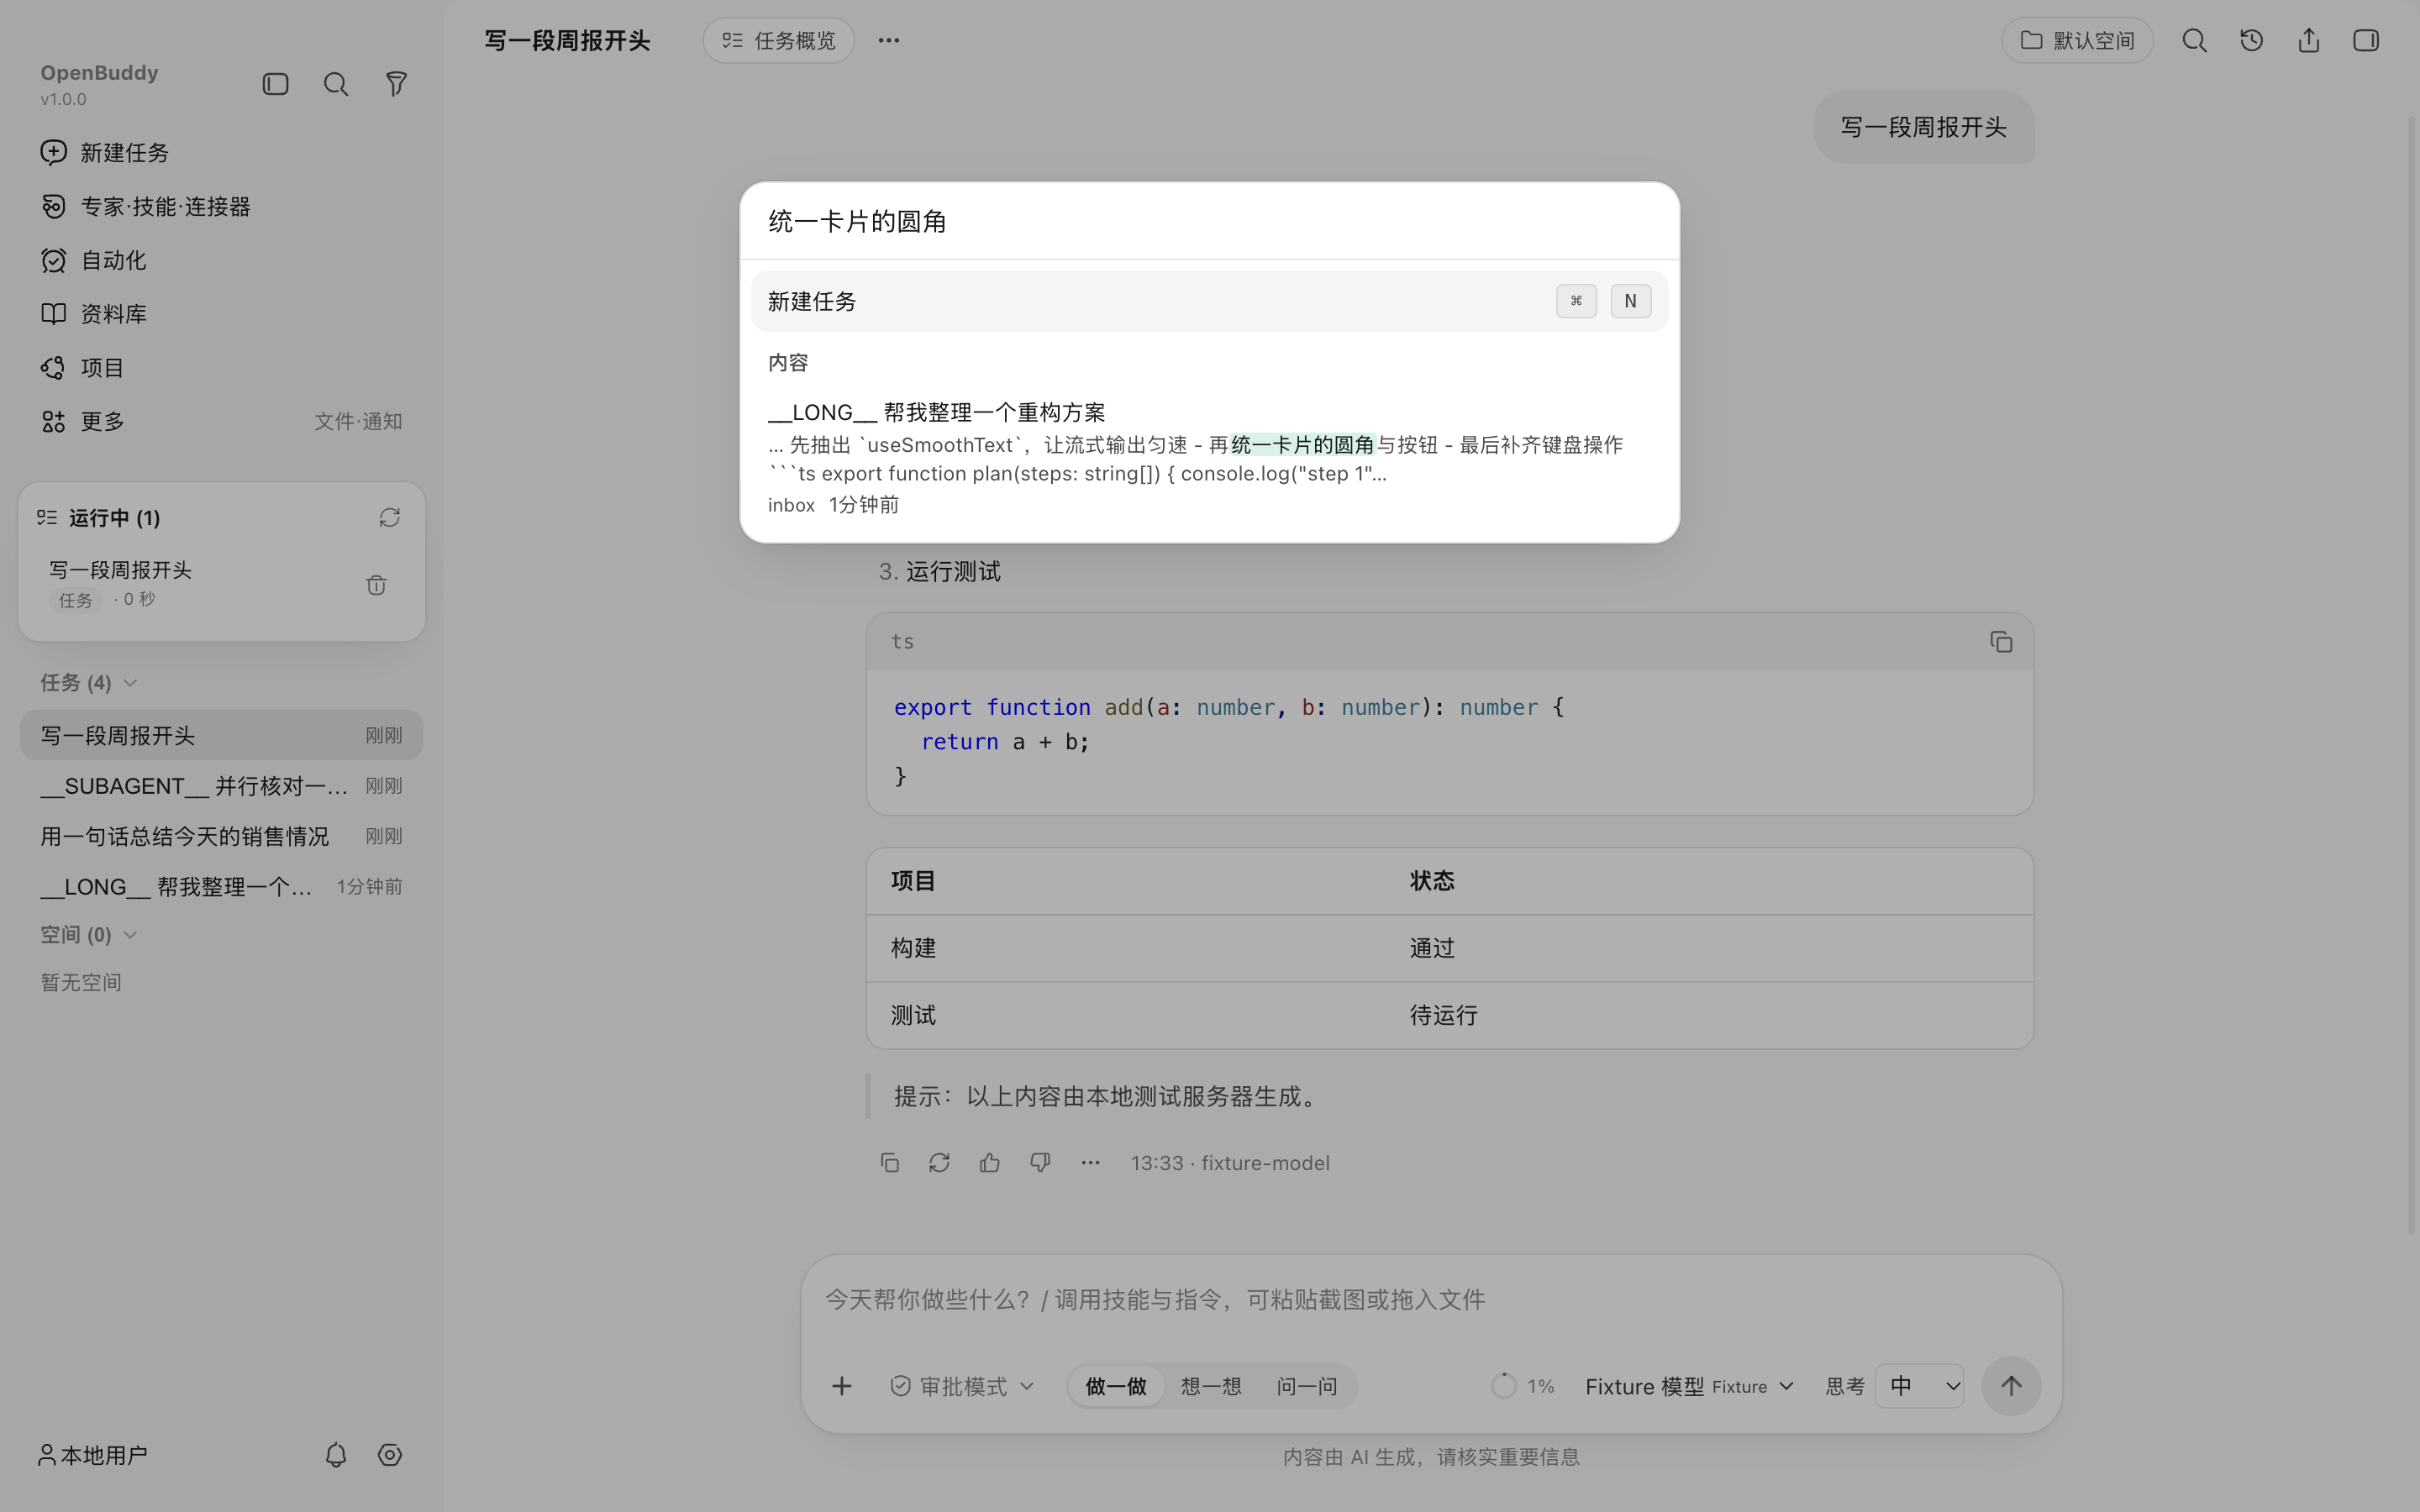 OpenBuddy
v1.0.0
新建任务
专家·技能·连接器
自动化
资料库
项目
更多 文件·通知
运行中 (1)
写一段周报开头
任务 · 0 秒
任务 (4)
写一段周报开头 刚刚
__SUBAGENT__ 并行核对一… 刚刚
用一句话总结今天的销售情况 刚刚
__LONG__ 帮我整理一个… 1分钟前
空间 (0)
暂无空间
本地用户
写一段周报开头 任务概览 默认空间
写一段周报开头
统一卡片的圆角
新建任务 ⌘ N
内容
__LONG__ 帮我整理一个重构方案
... 先抽出 `useSmoothText`，让流式输出匀速 - 再统一卡片的圆角与按钮 - 最后补齐键盘操作
```ts export function plan(steps: string[]) { console.log("step 1"...
inbox 1分钟前
3. 运行测试
ts
export function add(a: number, b: number): number {
return a + b;
}
项目 状态
构建 通过
测试 待运行
提示：以上内容由本地测试服务器生成。
13:33 · fixture-model
今天帮你做些什么？/ 调用技能与指令，可粘贴截图或拖入文件
审批模式 做一做 想一想 问一问 1% Fixture 模型 Fixture 思考 中
内容由 AI 生成，请核实重要信息